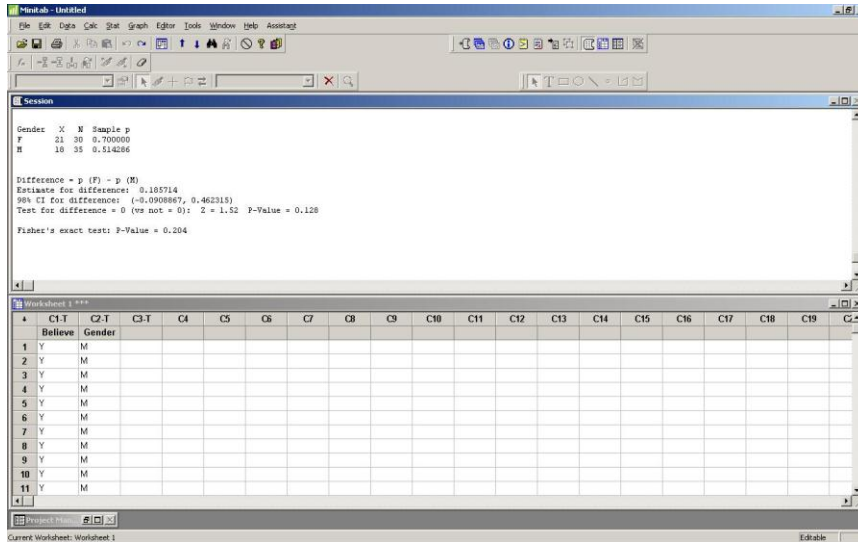 Minitab - Untitled
File Edit Data Calc Stat Graph Editor Tools Window Help Assistant
Session
Gender X N Sample p
F 21 30 0.700000
M 18 35 0.514286
Difference = p (F) - p (M)
Estimate for difference: 0.185714
98% CI for difference: (-0.0908867, 0.462315)
Test for difference = 0 (vs not = 0): Z = 1.52 P-Value = 0.128
Fisher's exact test: P-Value = 0.204
Worksheet 1 ***
C1-T C2-T C3-T C4 C5 C6 C7 C8 C9 C10 C11 C12 C13 C14 C15 C16 C17 C18 C19
Believe Gender
1 Y M
2 Y M
3 Y M
4 Y M
5 Y M
6 Y M
7 Y M
8 Y M
9 Y M
10 Y M
11 Y M
Project Man...
Current Worksheet: Worksheet 1 Editable